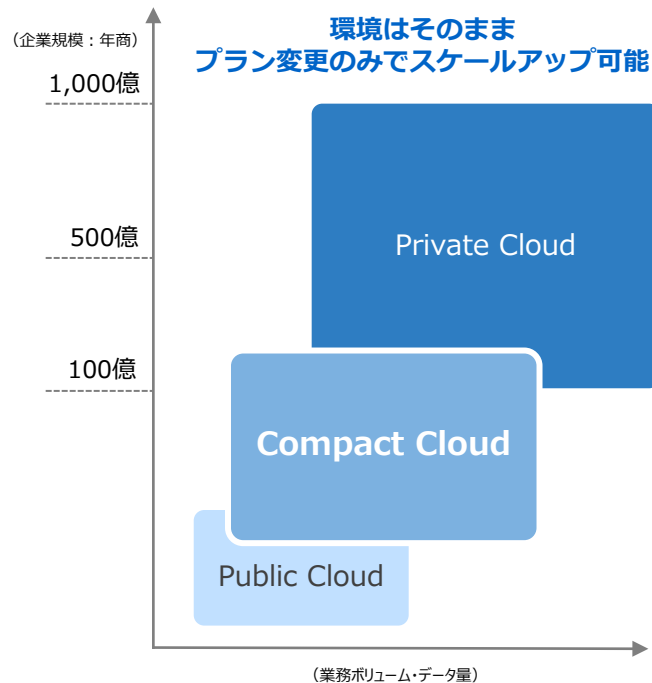 環境はそのまま
プラン変更のみでスケールアップ可能
（企業規模：年商）
1,000億
500億
100億
Private Cloud
Compact Cloud
Public Cloud
（業務ボリューム・データ量）